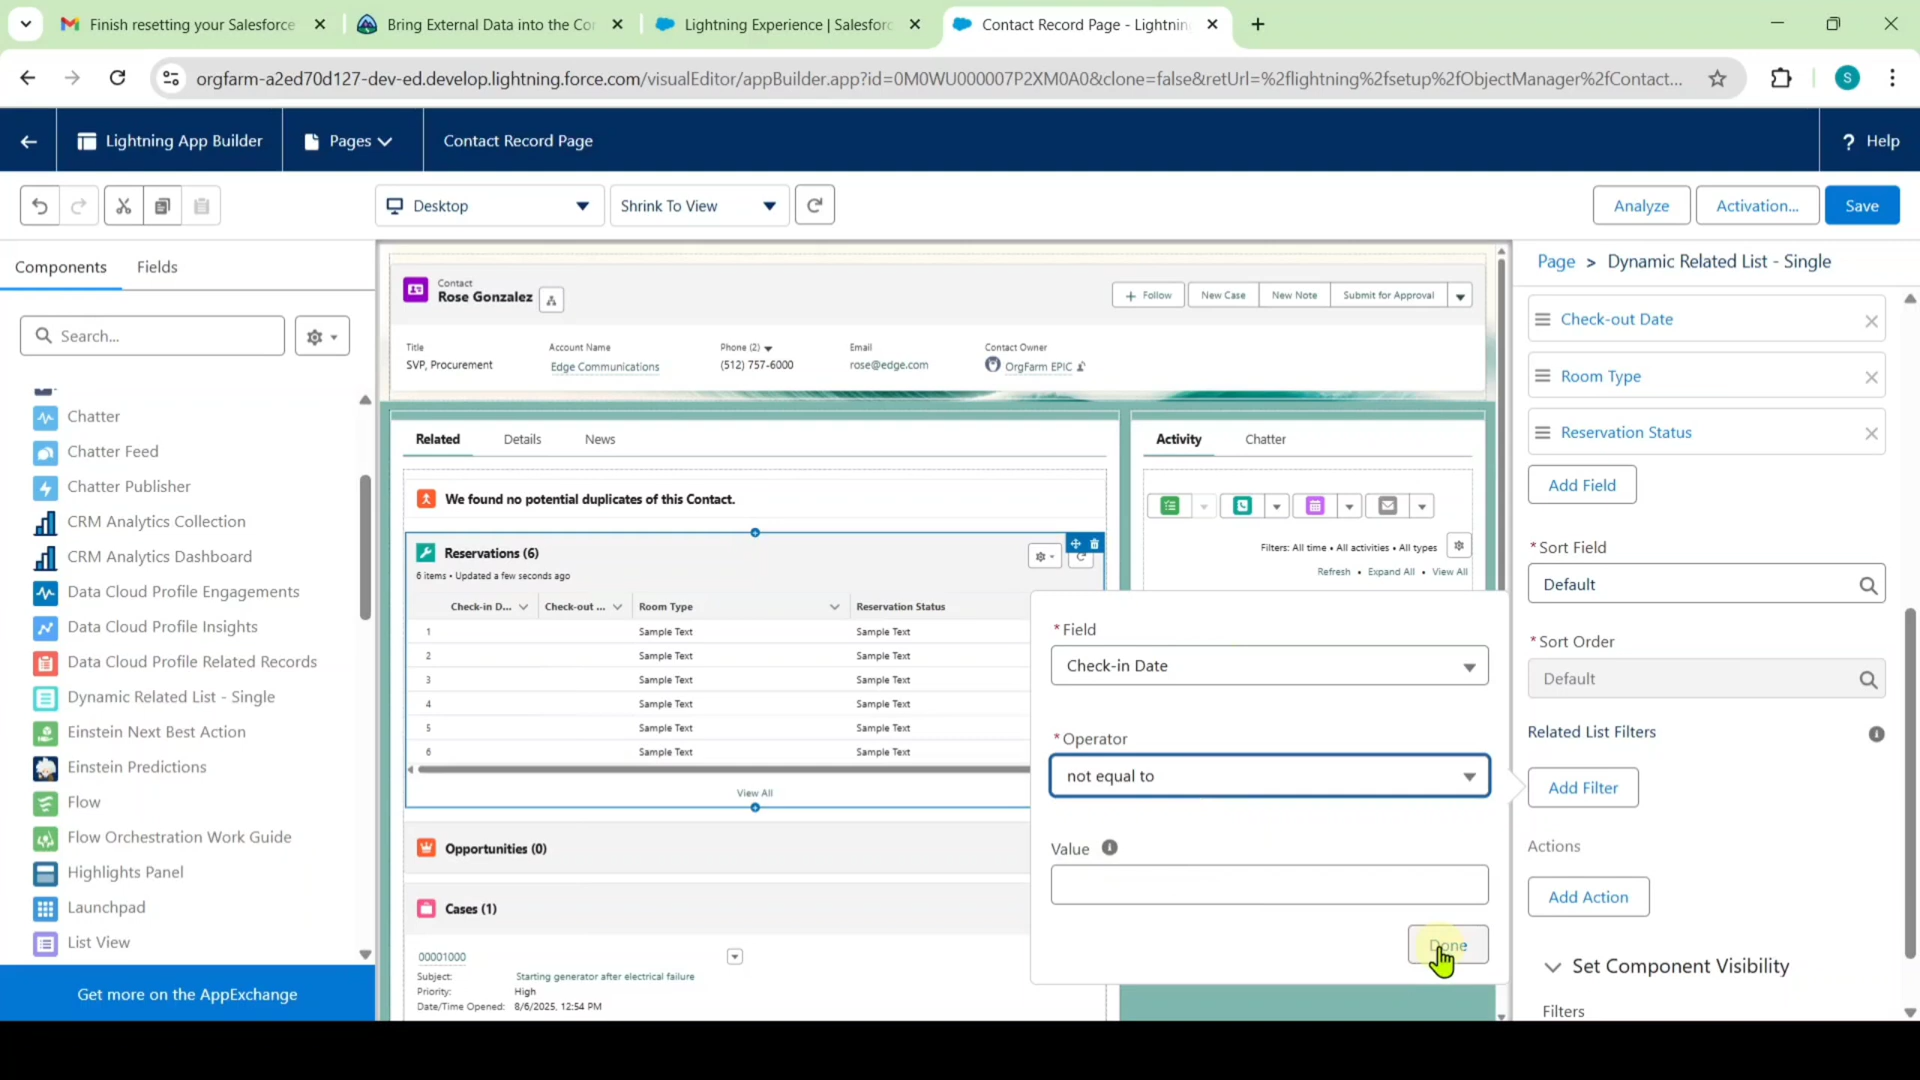 Finish resetting your Salesforce
Bring External Data into the Cor
Lightning Experience | Salesforc
Contact Record Page - Lightnin
orgfarm-a2ed70d127-dev-ed.develop.lightning.force.com/visualEditor/appBuilder.app?id=0M0WU000007P2XM0A0&clone=false&retUrl=%2flightning%2fsetup%2fObjectManager%2fContact...
S
Lightning App Builder
Pages
Contact Record Page
? Help
Desktop
Shrink To View
Analyze
Activation...
Save
Components
Fields
Search...
Chatter
Chatter Feed
Chatter Publisher
CRM Analytics Collection
CRM Analytics Dashboard
Data Cloud Profile Engagements
Data Cloud Profile Insights
Data Cloud Profile Related Records
Dynamic Related List - Single
Einstein Next Best Action
Einstein Predictions
Flow
Flow Orchestration Work Guide
Highlights Panel
Launchpad
List View
Get more on the AppExchange
Contact
Rose Gonzalez
+ Follow
New Case
New Note
Submit for Approval
Title
Account Name
Phone (2)
Email
Contact Owner
SVP, Procurement
Edge Communications
(512) 757-6000
rose@edge.com
OrgFarm EPIC
Related
Details
News
We found no potential duplicates of this Contact.
Reservations (6)
6 items • Updated a few seconds ago
Check-in D...
Check-out ...
Room Type
Reservation Status
1 Sample Text Sample Text
2 Sample Text Sample Text
3 Sample Text Sample Text
4 Sample Text Sample Text
5 Sample Text Sample Text
6 Sample Text Sample Text
View All
Opportunities (0)
Cases (1)
00001000
Subject: Starting generator after electrical failure
Priority: High
Date/Time Opened: 8/6/2025, 12:54 PM
Activity
Chatter
Filters: All time • All activities • All types
Refresh • Expand All • View All
* Field
Check-in Date
* Operator
not equal to
Value
Done
Page > Dynamic Related List - Single
Check-out Date
Room Type
Reservation Status
Add Field
* Sort Field
Default
* Sort Order
Default
Related List Filters
Add Filter
Actions
Add Action
Set Component Visibility
Filters